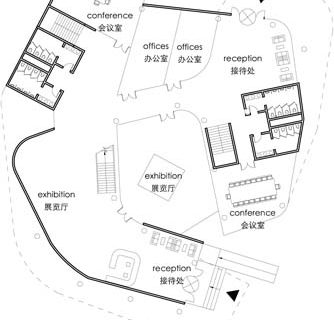 conference
会议室
offices
办公室
offices
办公室
reception
接待处
exhibition
展览厅
exhibition
展览厅
conference
会议室
reception
接待处